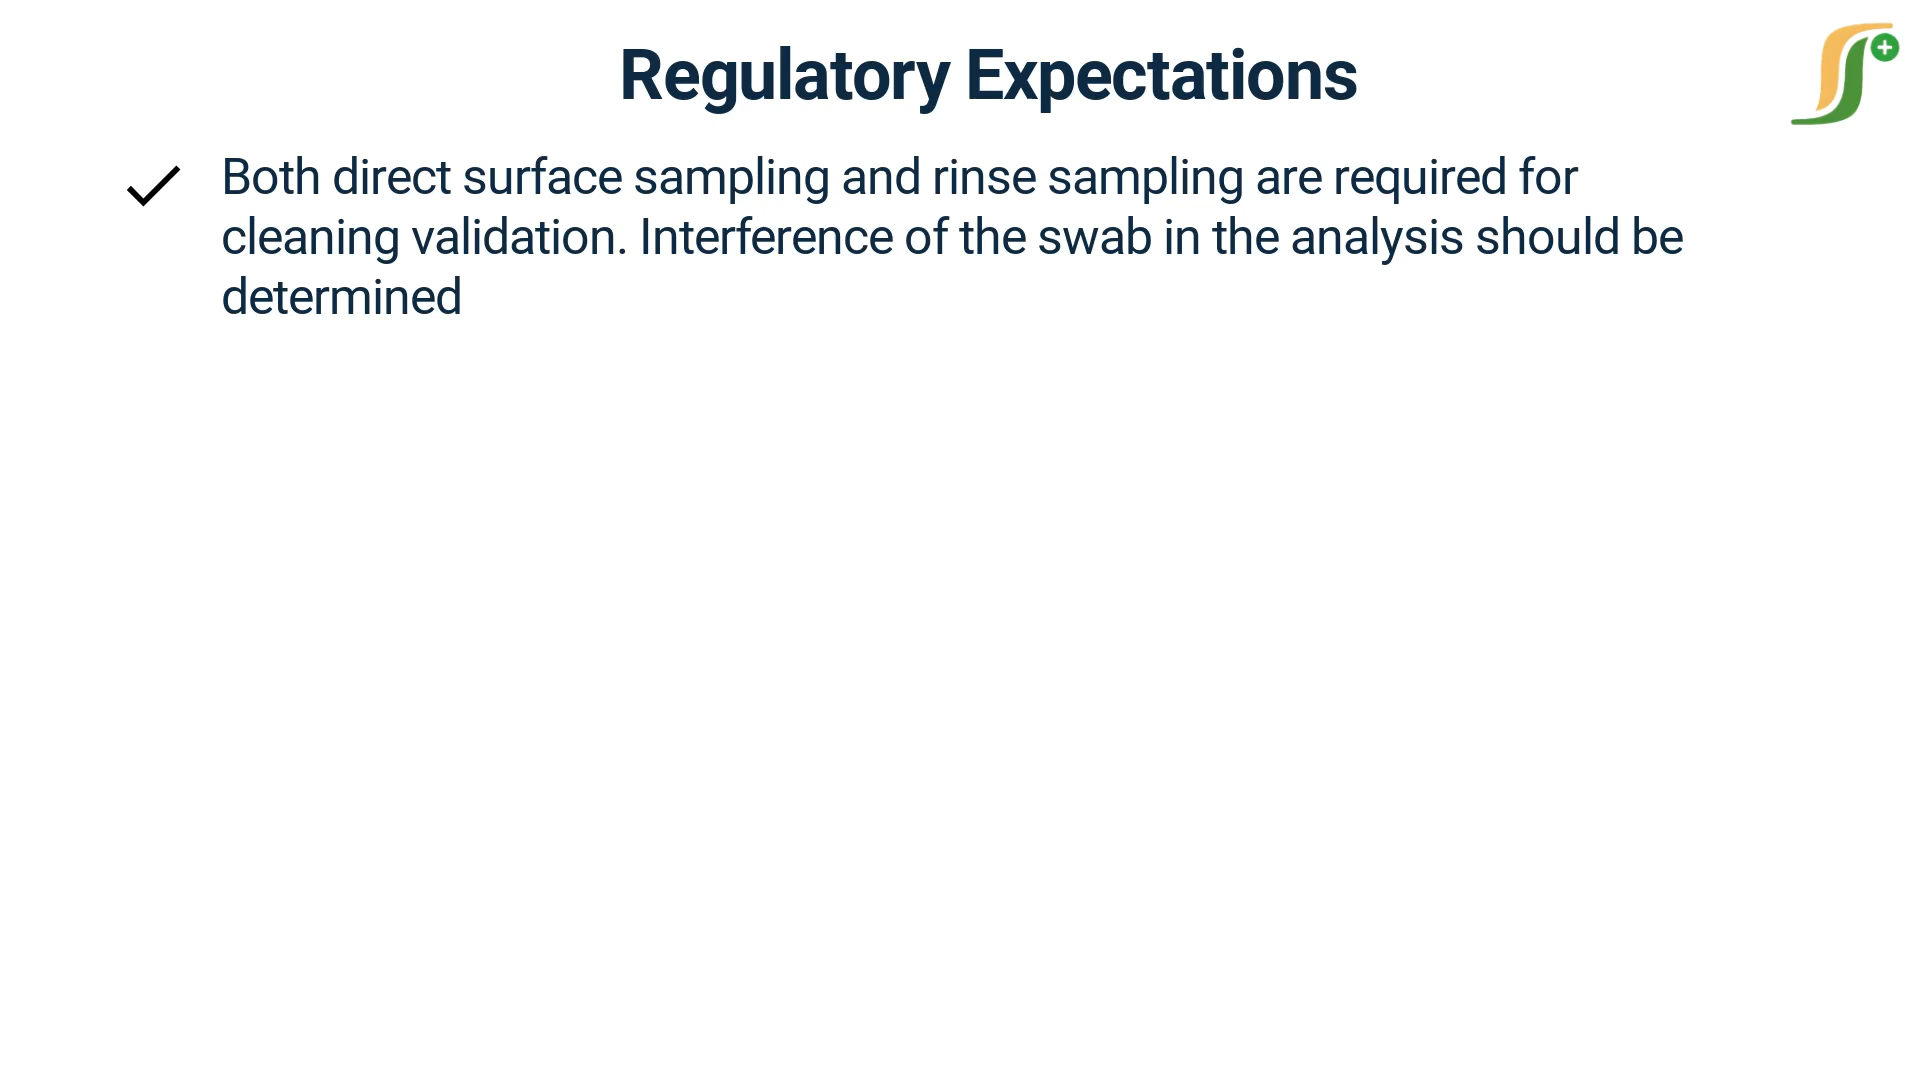 Regulatory Expectations
Both direct surface sampling and rinse sampling are required for
cleaning validation. Interference of the swab in the analysis should be
determined